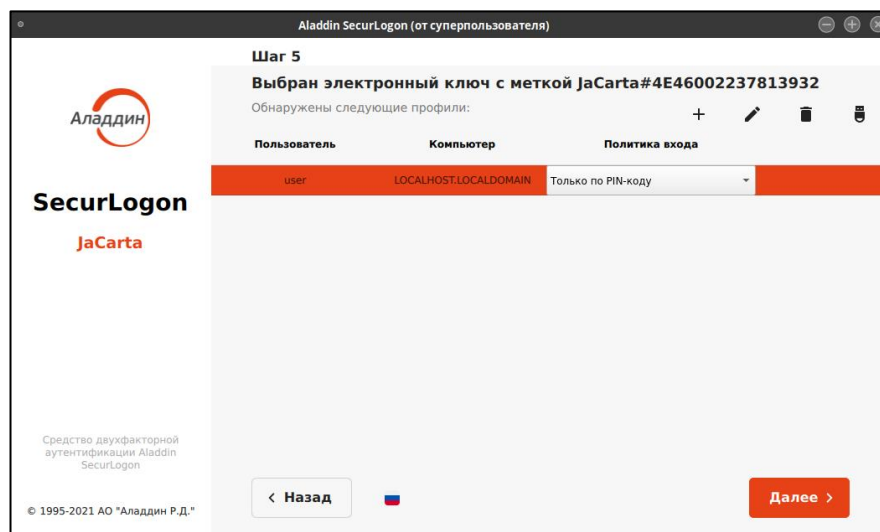 Aladdin SecurLogon (от суперпользователя)
Шаг 5
Выбран электронный ключ с меткой JaCarta#4E46002237813932
Обнаружены следующие профили:
Пользователь Компьютер Политика входа
user LOCALHOST.LOCALDOMAIN Только по PIN-коду
Аладдин
SecurLogon
JaCarta
Средство двухфакторной
аутентификации Aladdin
SecurLogon
© 1995-2021 АО "Аладдин Р.Д."
Назад
Далее